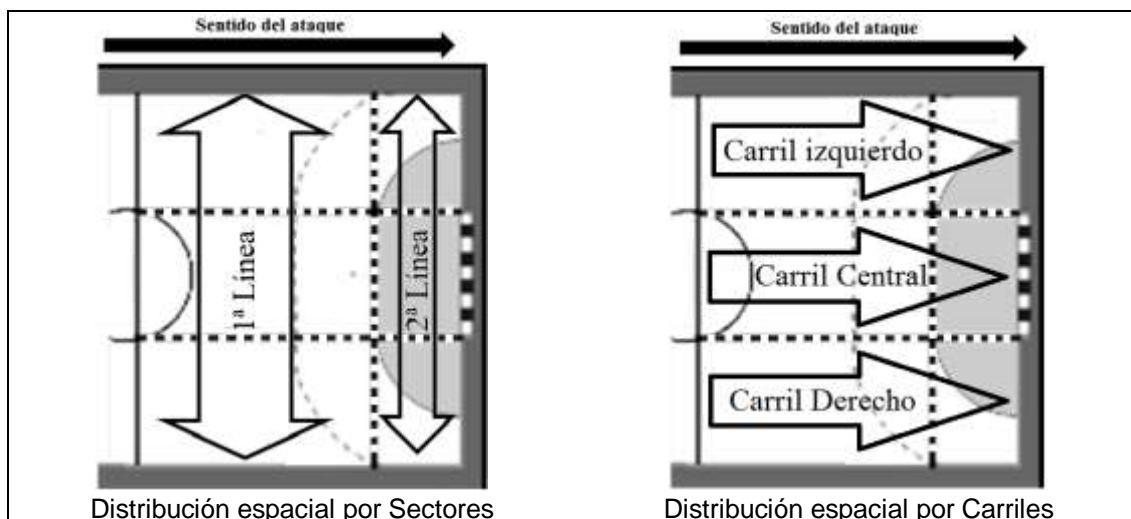 Sentido del ataque
1ª Línea
2ª Línea
Distribución espacial por Sectores
Sentido del ataque
Carril izquierdo
Carril Central
Carril Derecho
Distribución espacial por Carriles